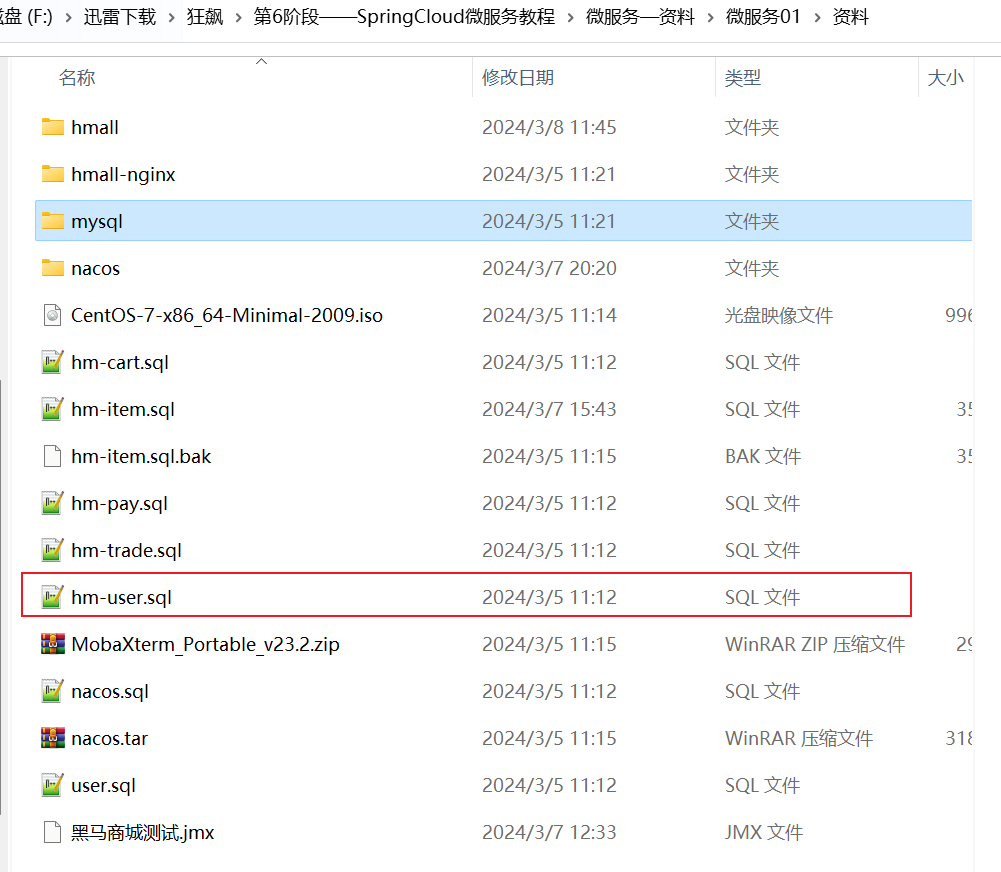 盘 (F:) › 迅雷下载 › 狂飙 › 第6阶段——SpringCloud微服务教程 › 微服务—资料 › 微服务01 › 资料
名称 修改日期 类型 大小
hmall 2024/3/8 11:45 文件夹
hmall-nginx 2024/3/5 11:21 文件夹
mysql 2024/3/5 11:21 文件夹
nacos 2024/3/7 20:20 文件夹
CentOS-7-x86_64-Minimal-2009.iso 2024/3/5 11:14 光盘映像文件 996
hm-cart.sql 2024/3/5 11:12 SQL 文件
hm-item.sql 2024/3/7 15:43 SQL 文件 35
hm-item.sql.bak 2024/3/5 11:15 BAK 文件 35
hm-pay.sql 2024/3/5 11:12 SQL 文件
hm-trade.sql 2024/3/5 11:12 SQL 文件
hm-user.sql 2024/3/5 11:12 SQL 文件
MobaXterm_Portable_v23.2.zip 2024/3/5 11:15 WinRAR ZIP 压缩文件 29
nacos.sql 2024/3/5 11:12 SQL 文件
nacos.tar 2024/3/5 11:15 WinRAR 压缩文件 318
user.sql 2024/3/5 11:12 SQL 文件
黑马商城测试.jmx 2024/3/7 12:33 JMX 文件